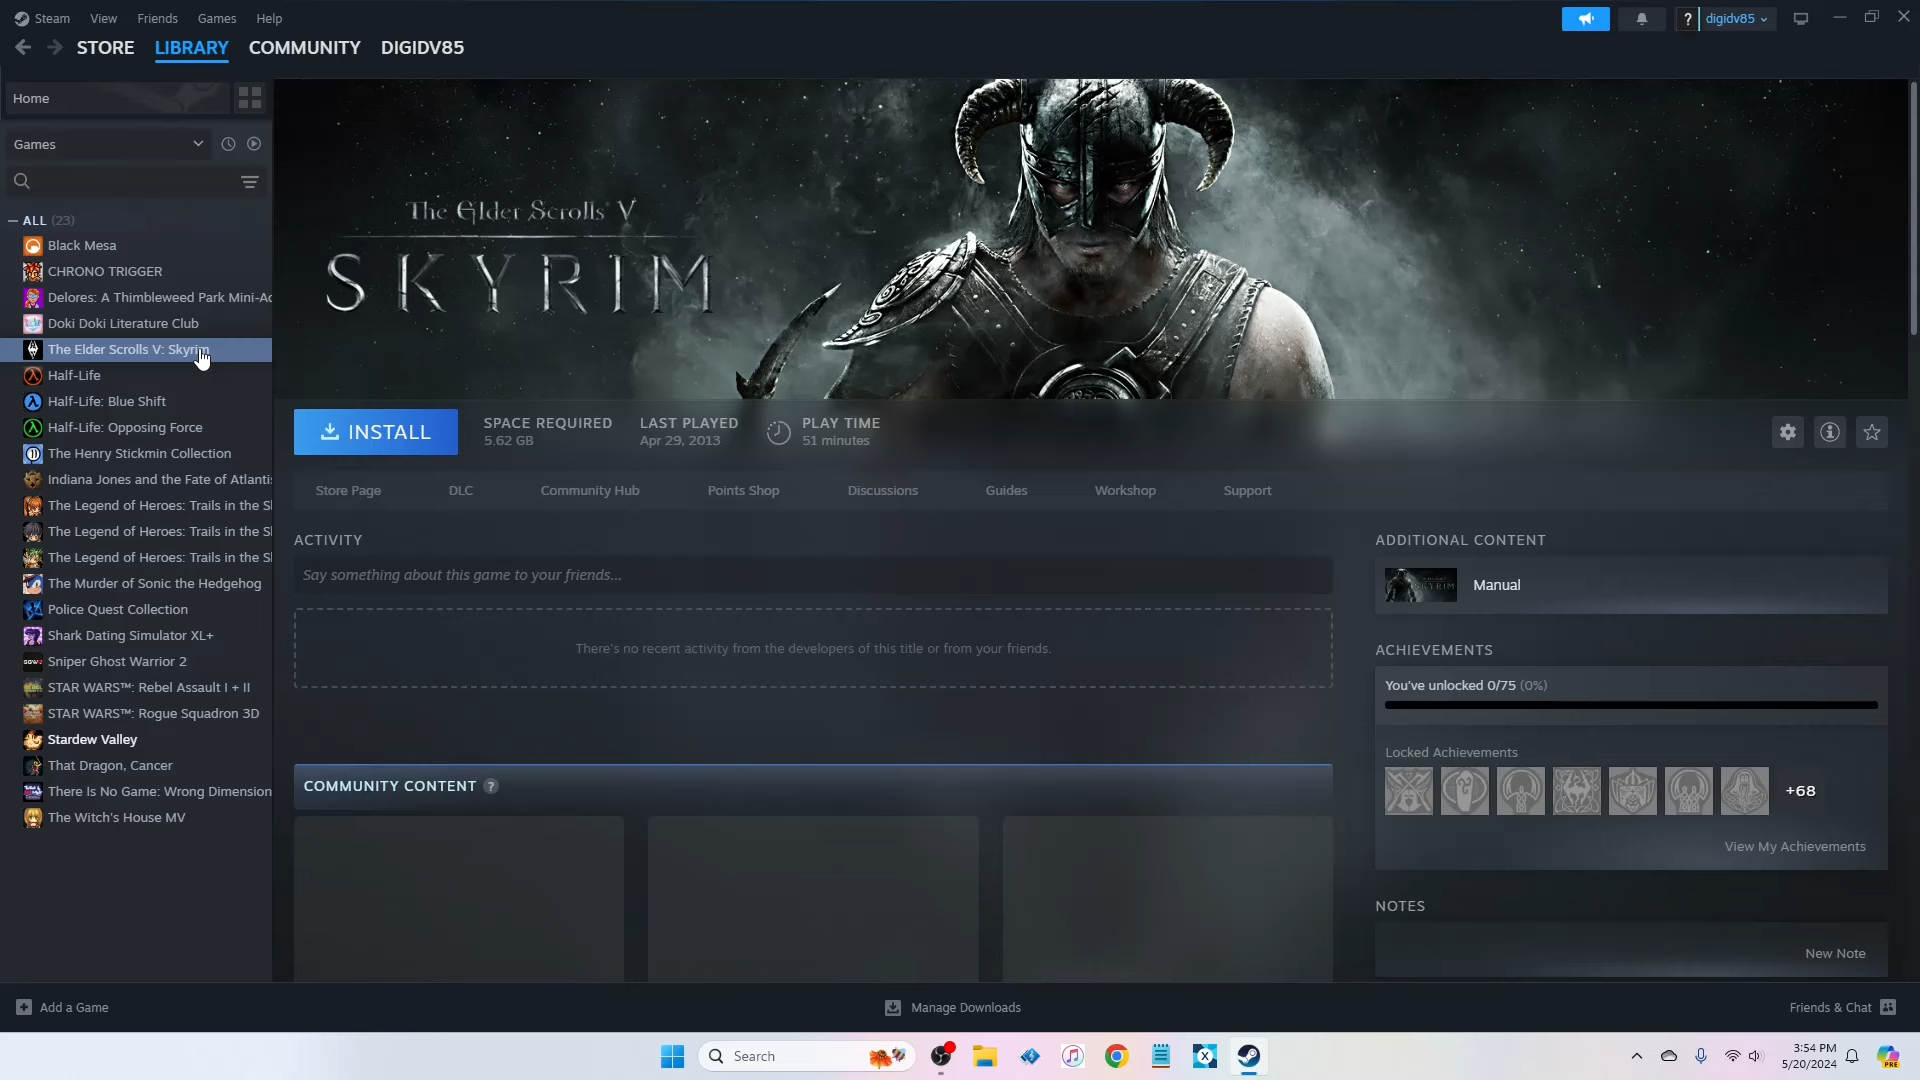 Steam View Friends Games Help
digidv85
STORE LIBRARY COMMUNITY DIGIDV85
Home
Games
ALL (23)
Black Mesa
CHRONO TRIGGER
Delores: A Thimbleweed Park Mini-Ac
Doki Doki Literature Club
The Elder Scrolls V: Skyrim
Half-Life
Half-Life: Blue Shift
Half-Life: Opposing Force
The Henry Stickmin Collection
Indiana Jones and the Fate of Atlantis
The Legend of Heroes: Trails in the S
The Legend of Heroes: Trails in the S
The Legend of Heroes: Trails in the S
The Murder of Sonic the Hedgehog
Police Quest Collection
Shark Dating Simulator XL+
Sniper Ghost Warrior 2
STAR WARS™: Rebel Assault I + II
STAR WARS™: Rogue Squadron 3D
Stardew Valley
That Dragon, Cancer
There Is No Game: Wrong Dimension
The Witch's House MV
The Elder Scrolls V
SKYRIM
INSTALL
SPACE REQUIRED
5.62 GB
LAST PLAYED
Apr 29, 2013
PLAY TIME
51 minutes
Store Page DLC Community Hub Points Shop Discussions Guides Workshop Support
ACTIVITY
Say something about this game to your friends...
There's no recent activity from the developers of this title or from your friends.
COMMUNITY CONTENT ?
ADDITIONAL CONTENT
SKYRIM
Manual
ACHIEVEMENTS
You've unlocked 0/75 (0%)
Locked Achievements
+68
View My Achievements
NOTES
New Note
Add a Game
Manage Downloads
Friends & Chat
Search
3:54 PM
5/20/2024
PRE